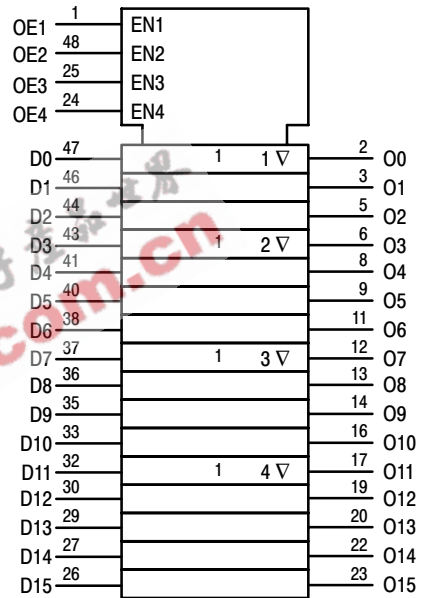 OE1 1 EN1
OE2 48 EN2
OE3 25 EN3
OE4 24 EN4
D0 47 1 1 ∇ 2 O0
D1 46 3 O1
D2 44 5 O2
D3 43 1 2 ∇ 6 O3
D4 41 8 O4
D5 40 9 O5
D6 38 11 O6
D7 37 1 3 ∇ 12 O7
D8 36 13 O8
D9 35 14 O9
D10 33 16 O10
D11 32 1 4 ∇ 17 O11
D12 30 19 O12
D13 29 20 O13
D14 27 22 O14
D15 26 23 O15
com.cn